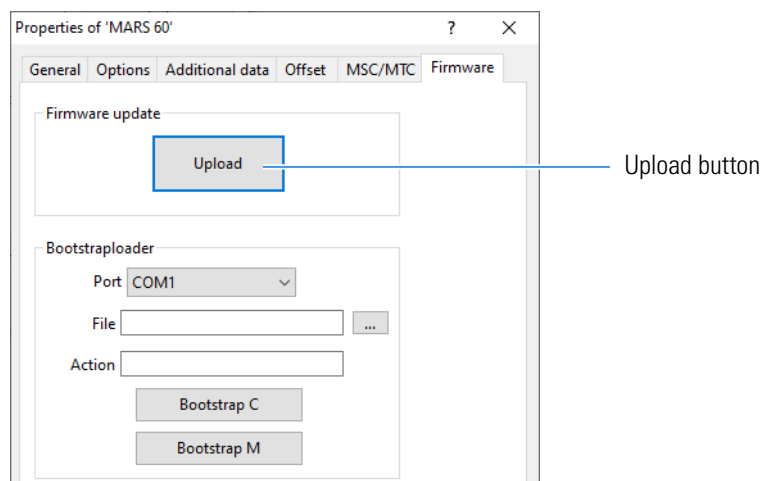 Properties of 'MARS 60'
?
General Options Additional data Offset MSC/MTC Firmware
Firmware update
Upload
Upload button
Bootstraploader
Port COM1
File
...
Action
Bootstrap C
Bootstrap M